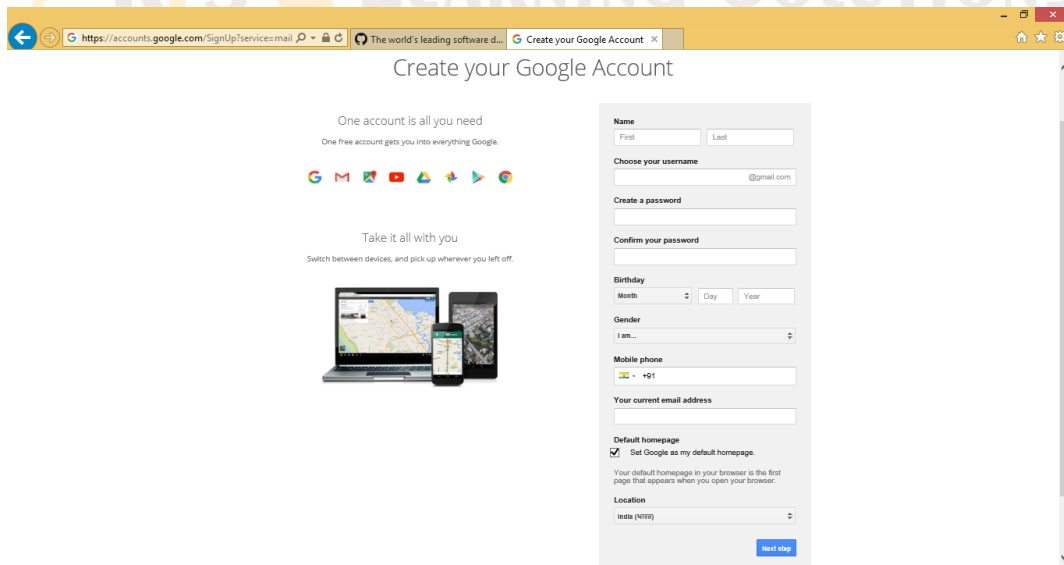 https://accounts.google.com/SignUp?service=mail
The world's leading software d...
Create your Google Account
Create your Google Account
One account is all you need
One free account gets you into everything Google.
Take it all with you
Switch between devices, and pick up wherever you left off.
Name
First Last
Choose your username
@gmail.com
Create a password
Confirm your password
Birthday
Month Day Year
Gender
I am...
Mobile phone
+91
Your current email address
Default homepage
Set Google as my default homepage.
Your default homepage in your browser is the first
page that appears when you open your browser.
Location
India (भारत)
Next step